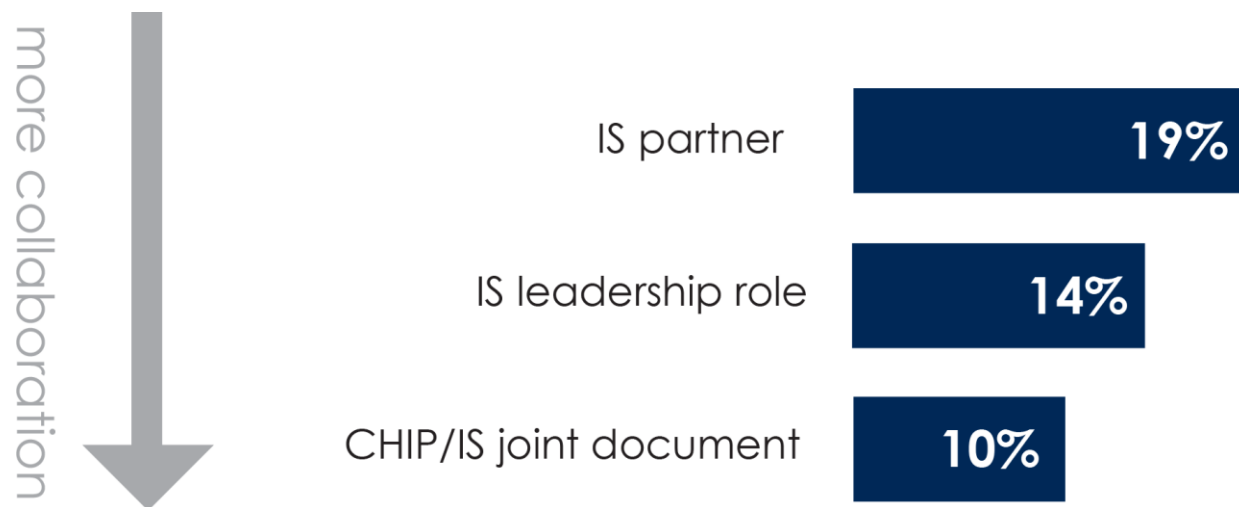 more collaboration
IS partner 19%
IS leadership role 14%
CHIP/IS joint document 10%